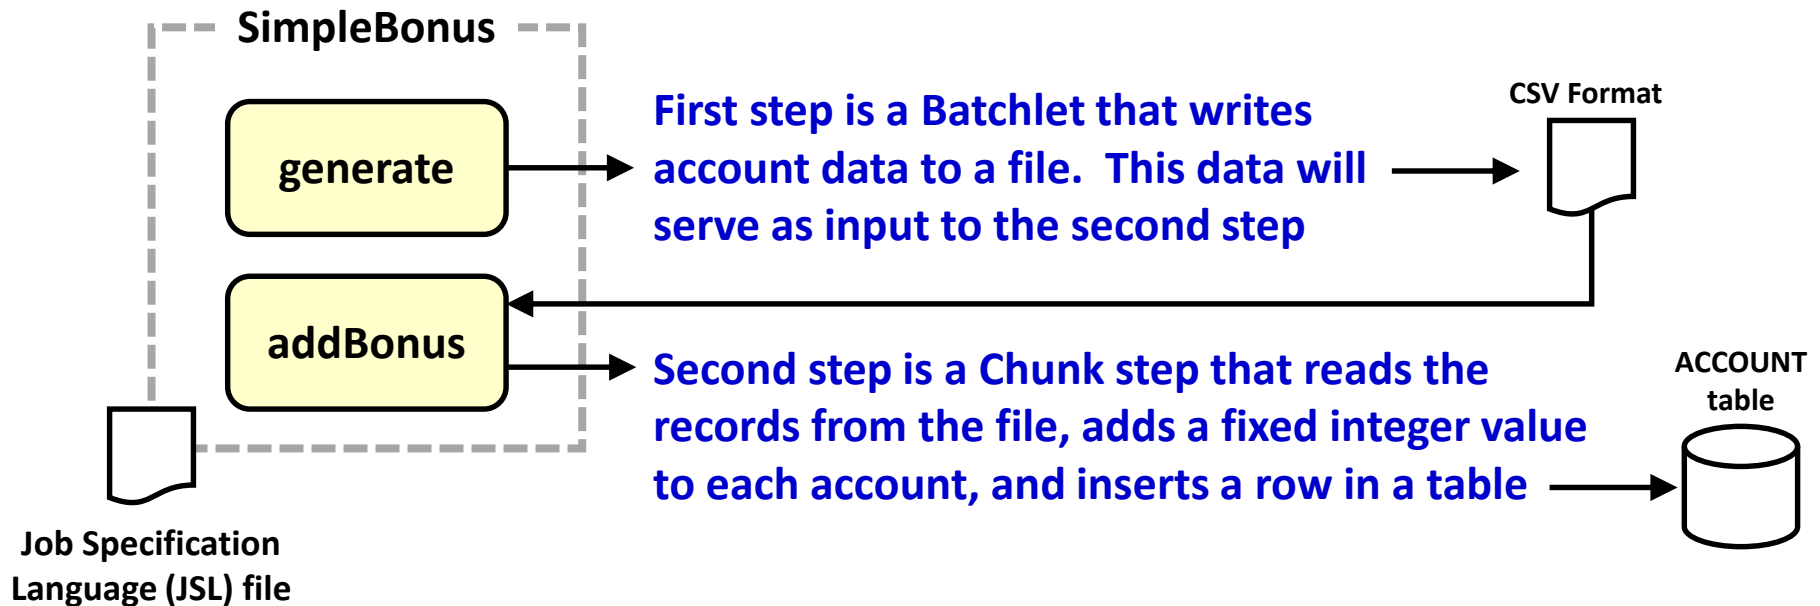 SimpleBonus
generate
First step is a Batchlet that writes
account data to a file.  This data will
serve as input to the second step
CSV Format
addBonus
Second step is a Chunk step that reads the
records from the file, adds a fixed integer value
to each account, and inserts a row in a table
ACCOUNT
table
Job Specification
Language (JSL) file